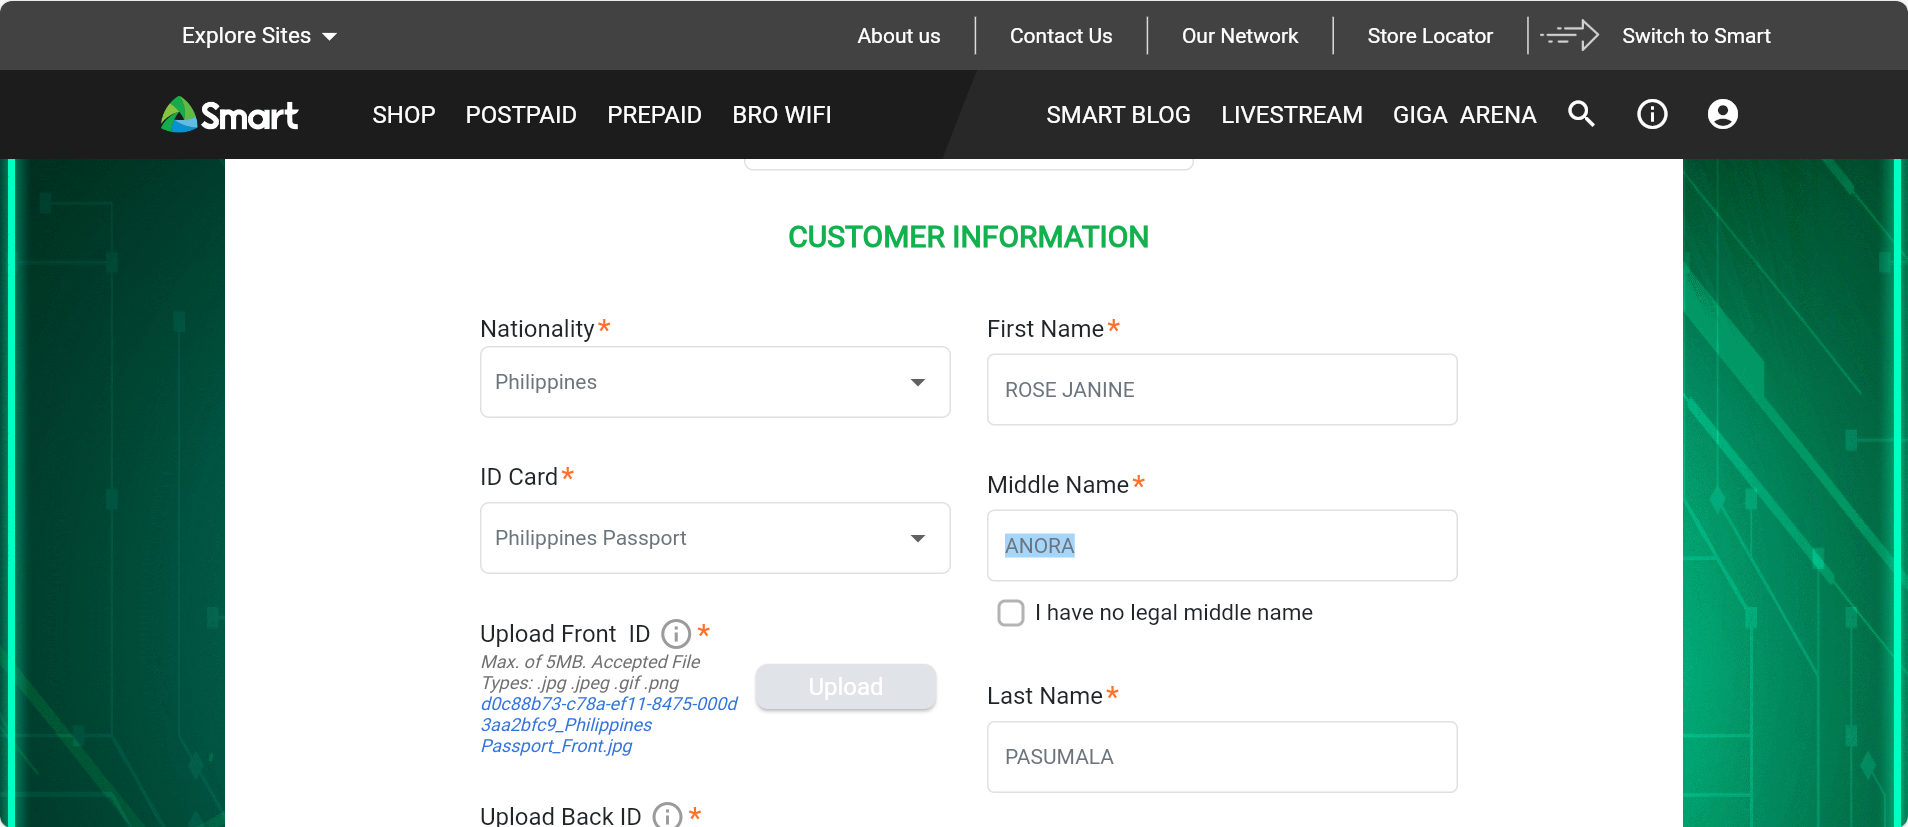 Explore Sites
About us
Contact Us
Our Network
Store Locator
Switch to Smart
Smart
SHOP
POSTPAID
PREPAID
BRO WIFI
SMART BLOG
LIVESTREAM
GIGA ARENA
CUSTOMER INFORMATION
Nationality*
Philippines
ID Card*
Philippines Passport
Upload Front ID *
Max. of 5MB. Accepted File
Types: .jpg .jpeg .gif .png
d0c88b73-c78a-ef11-8475-000d
3aa2bfc9_Philippines
Passport_Front.jpg
Upload
Upload Back ID *
First Name*
ROSE JANINE
Middle Name*
ANORA
I have no legal middle name
Last Name*
PASUMALA